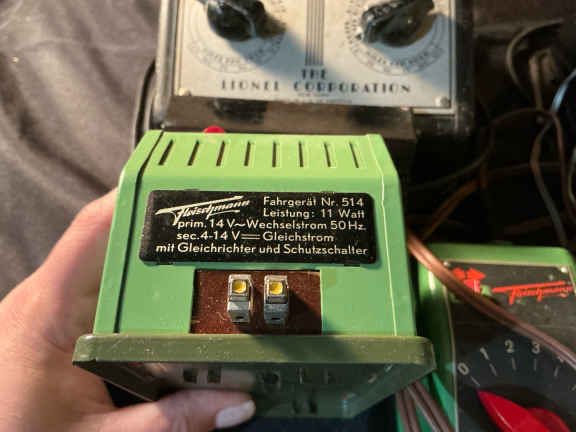 THE
LIONEL CORPORATION
Fleischmann
Fahrgerät Nr. 514
Leistung: 11 Watt
prim. 14 V~Wechselstrom 50 Hz.
sec. 4-14 V Gleichstrom
mit Gleichrichter und Schutzschalter
Fleischmann
0 1 2 3